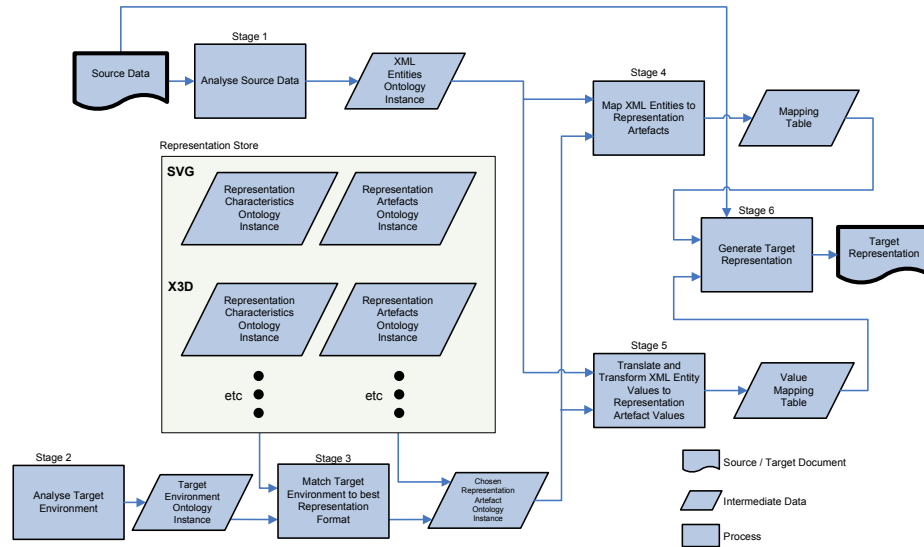 Stage 1
Source Data
Analyse Source Data
XML
Entities
Ontology
Instance
Stage 4
Map XML Entities to
Representation
Artefacts
Mapping
Table
Representation Store
SVG
Representation
Characteristics
Ontology
Instance
Representation
Artefacts
Ontology
Instance
Stage 6
Generate Target
Representation
Target
Representation
X3D
Representation
Characteristics
Ontology
Instance
Representation
Artefacts
Ontology
Instance
etc
etc
Stage 5
Translate and
Transform XML Entity
Values to
Representation
Artefact Values
Value
Mapping
Table
Stage 2
Analyse Target
Environment
Target
Environment
Ontology
Instance
Stage 3
Match Target
Environment to best
Representation
Format
Chosen
Representation
Artefact
Ontology
Instance
Source / Target Document
Intermediate Data
Process